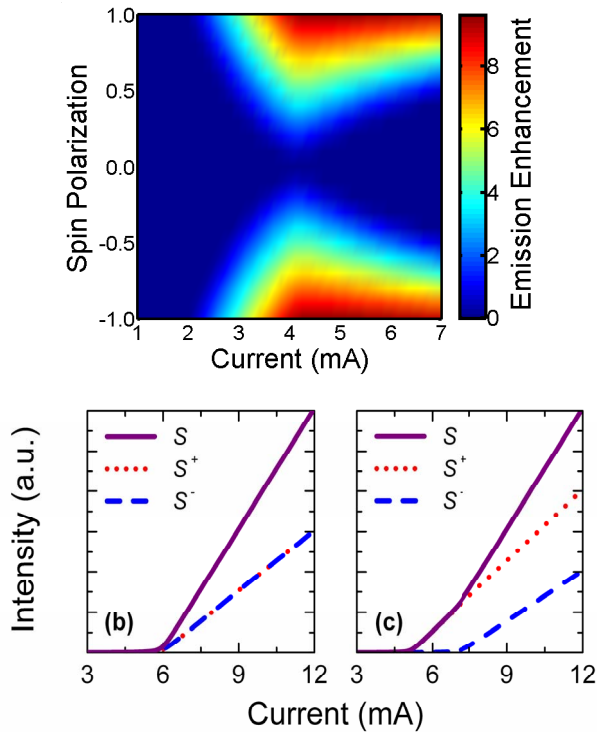 1.0
0.5
0.0
-0.5
-1.0
Spin Polarization
1 2 3 4 5 6 7
Current (mA)
8
6
4
2
0
Emission Enhancement
Intensity (a.u.)
S
S+
S-
(b)
3 6 9 12
S
S+
S-
(c)
3 6 9 12
Current (mA)